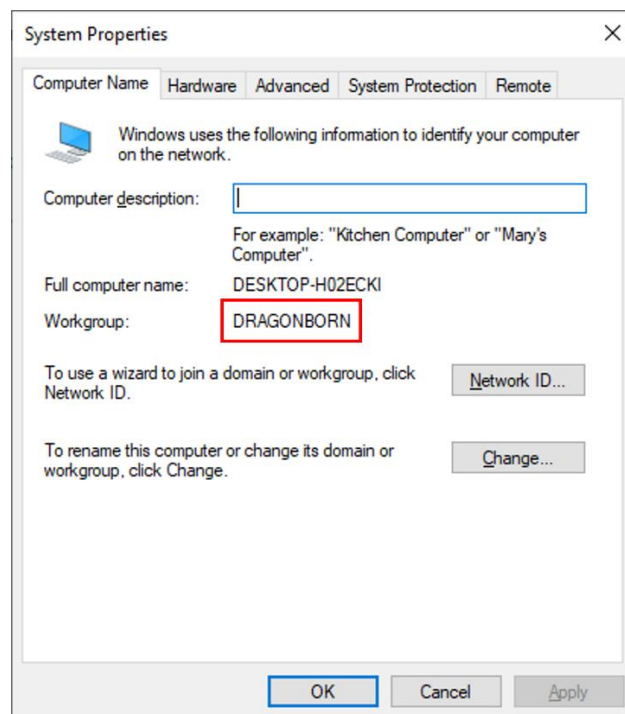 System Properties
Computer Name Hardware Advanced System Protection Remote
Windows uses the following information to identify your computer
on the network.
Computer description:
For example: "Kitchen Computer" or "Mary's
Computer".
Full computer name: DESKTOP-H02ECKI
Workgroup: DRAGONBORN
To use a wizard to join a domain or workgroup, click
Network ID.
Network ID...
To rename this computer or change its domain or
workgroup, click Change.
Change...
OK Cancel Apply